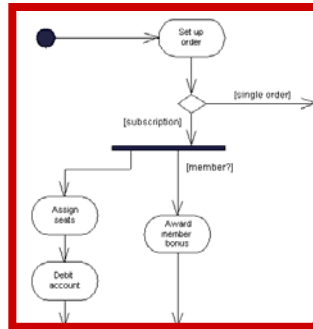 Set up
order
[single order]
[subscription]
[member?]
Assign
seats
Award
member
bonus
Debit
account